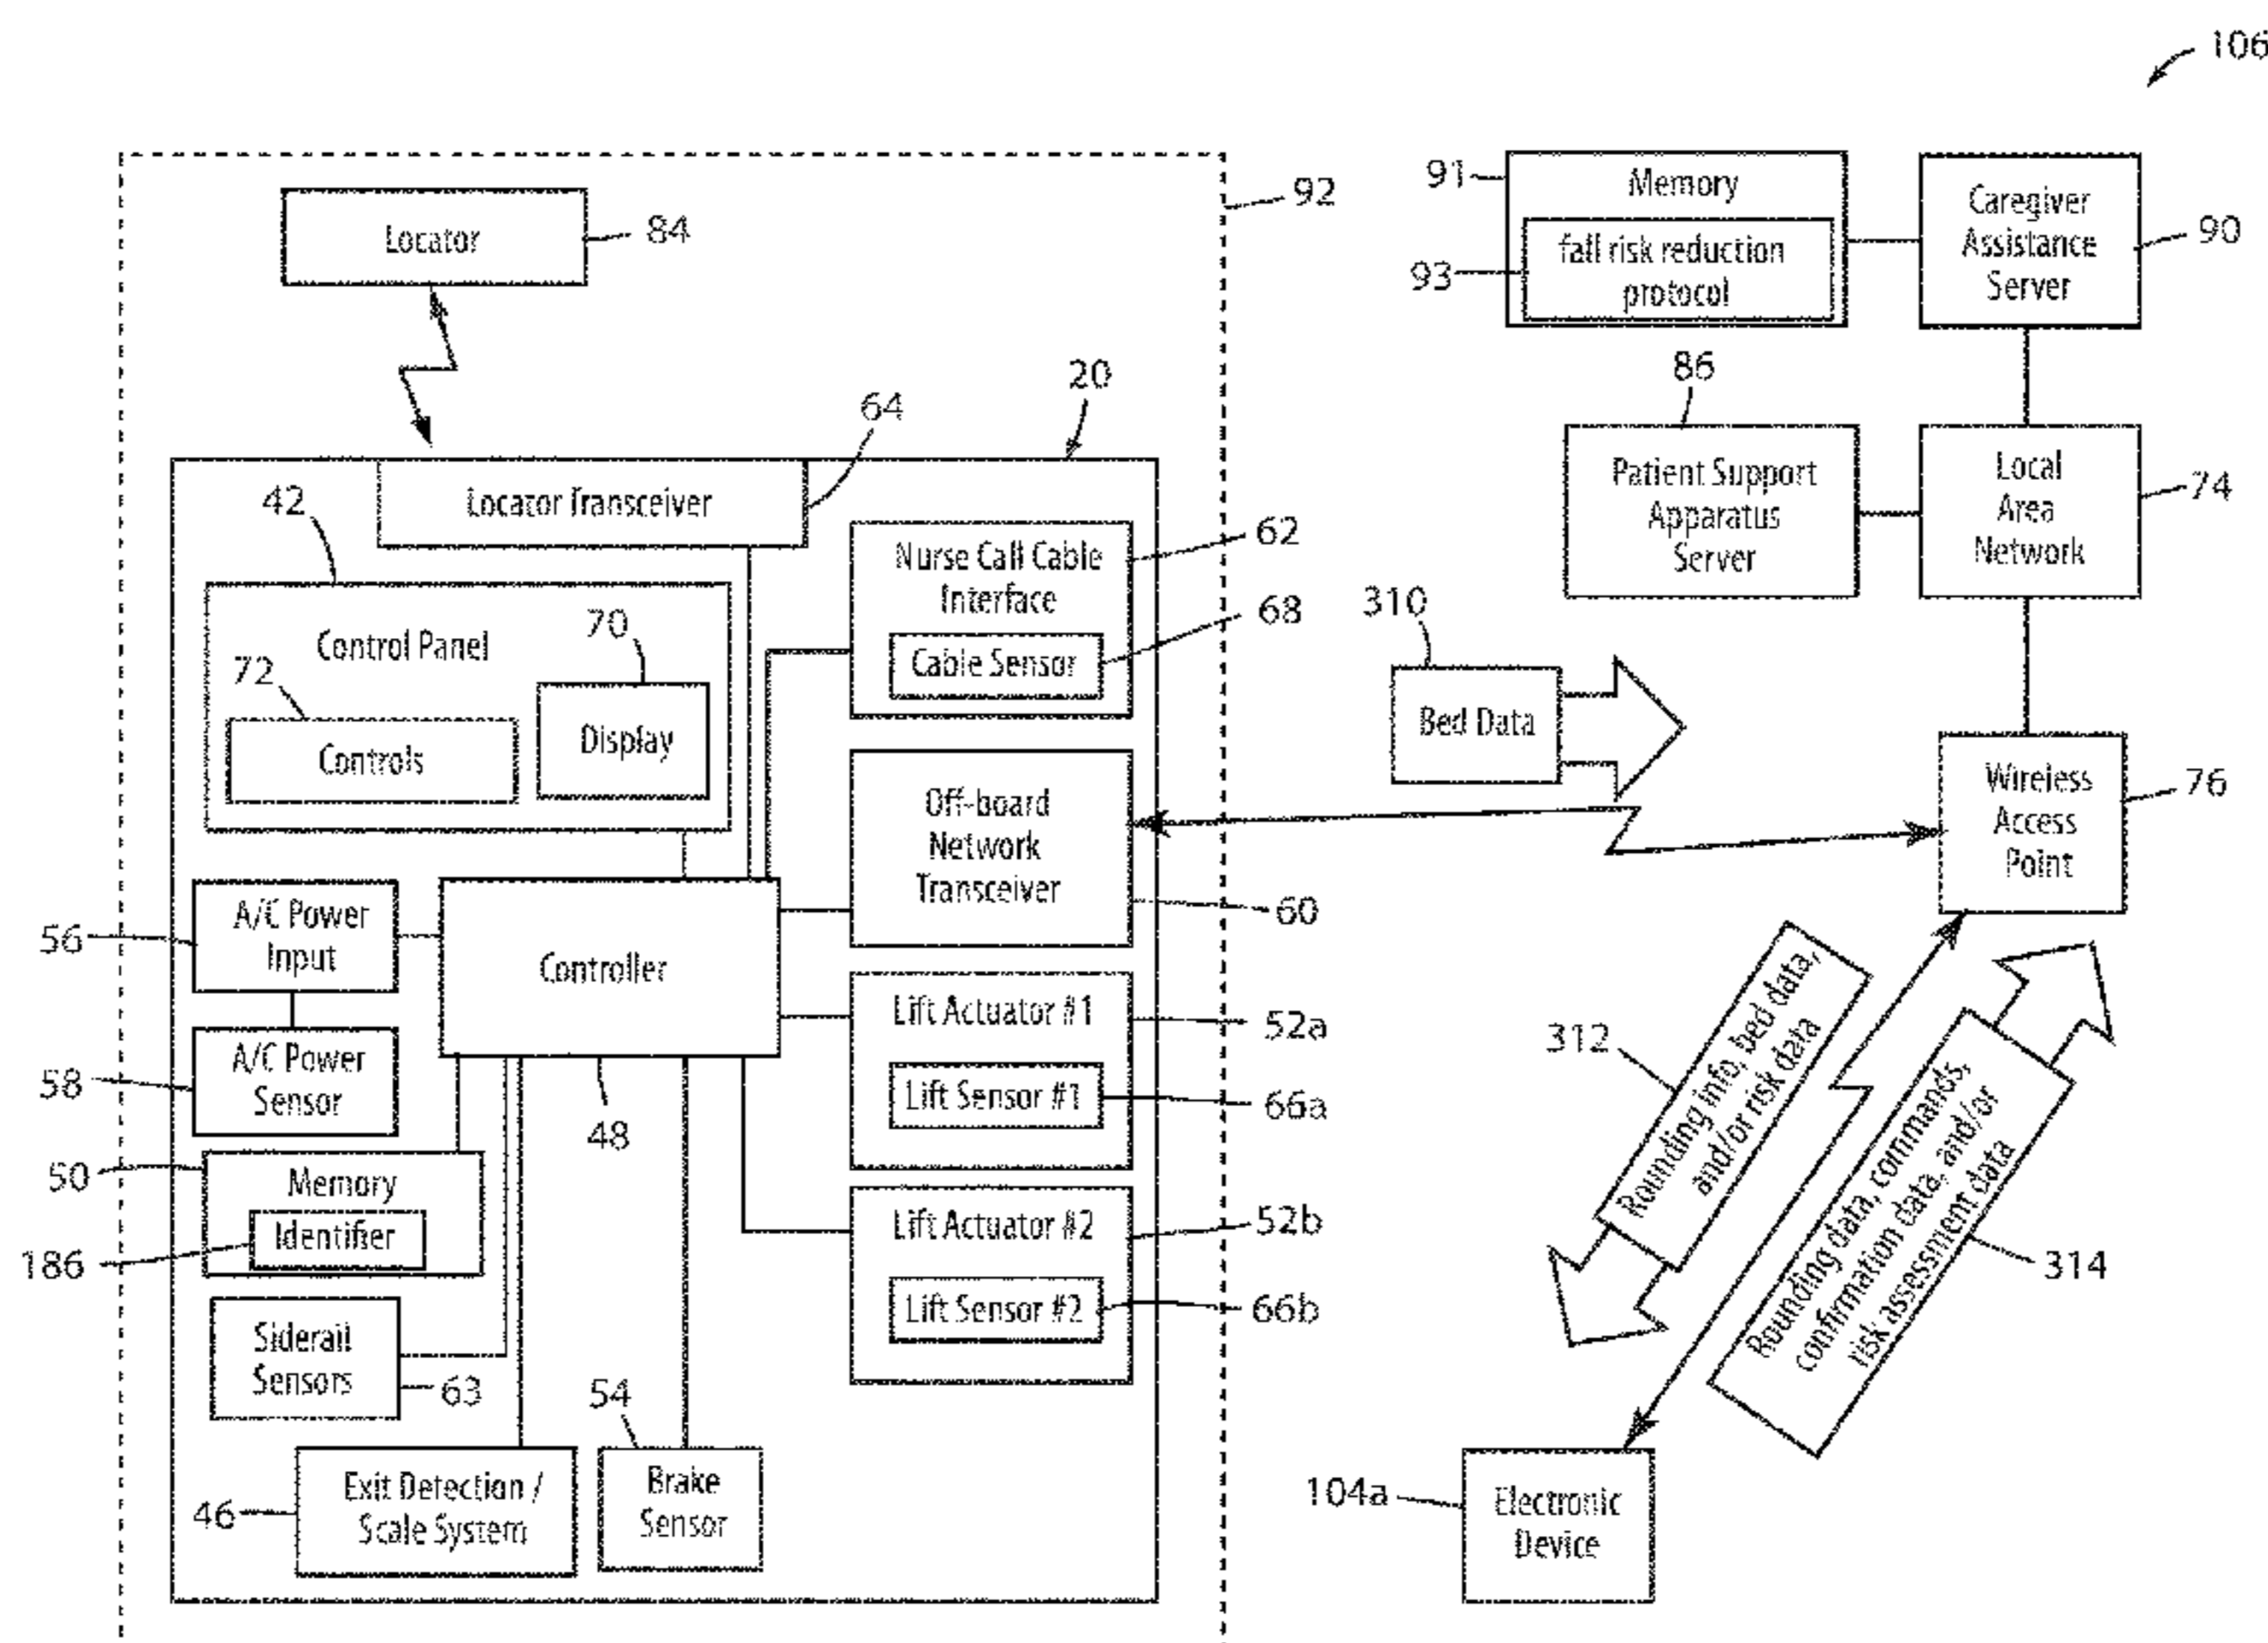 106
92
Locator
84
20
64
Locator Transceiver
42
Control Panel
70
72
Display
Controls
Nurse Call Cable
Interface
62
Cable Sensor
68
Off-board
Network
Transceiver
60
A/C Power
Input
56
Controller
48
A/C Power
Sensor
58
Lift Actuator #1
52a
Lift Sensor #1
66a
50
Memory
Identifier
186
Lift Actuator #2
52b
Lift Sensor #2
66b
Siderail
Sensors
63
54
Exit Detection /
Scale System
46
Brake
Sensor
91
Memory
93
fall risk reduction
protocol
Caregiver
Assistance
Server
90
86
Patient Support
Apparatus
Server
Local
Area
Network
74
310
Bed Data
Wireless
Access
Point
76
312
Rounding info, bed data,
and/or risk data
Rounding data, commands,
confirmation data, and/or
risk assessment data
314
104a
Electronic
Device